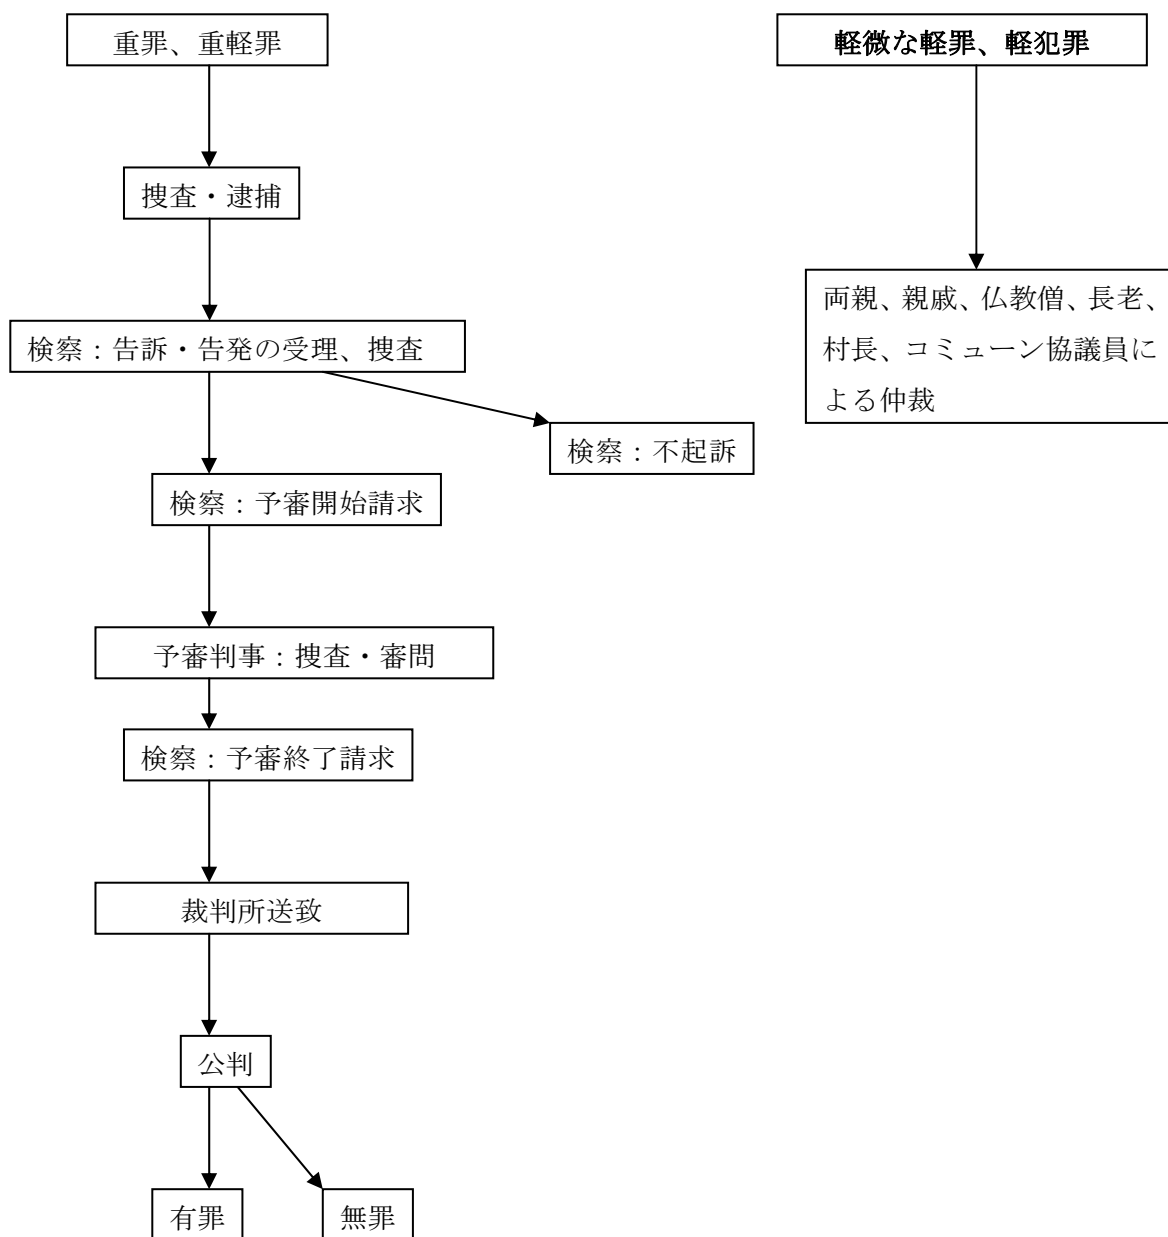 重罪、重軽罪
軽微な軽罪、軽犯罪
捜査・逮捕
両親、親戚、仏教僧、長老、
村長、コミューン協議員に
よる仲裁
検察：告訴・告発の受理、捜査
検察：不起訴
検察：予審開始請求
予審判事：捜査・審問
検察：予審終了請求
裁判所送致
公判
有罪
無罪